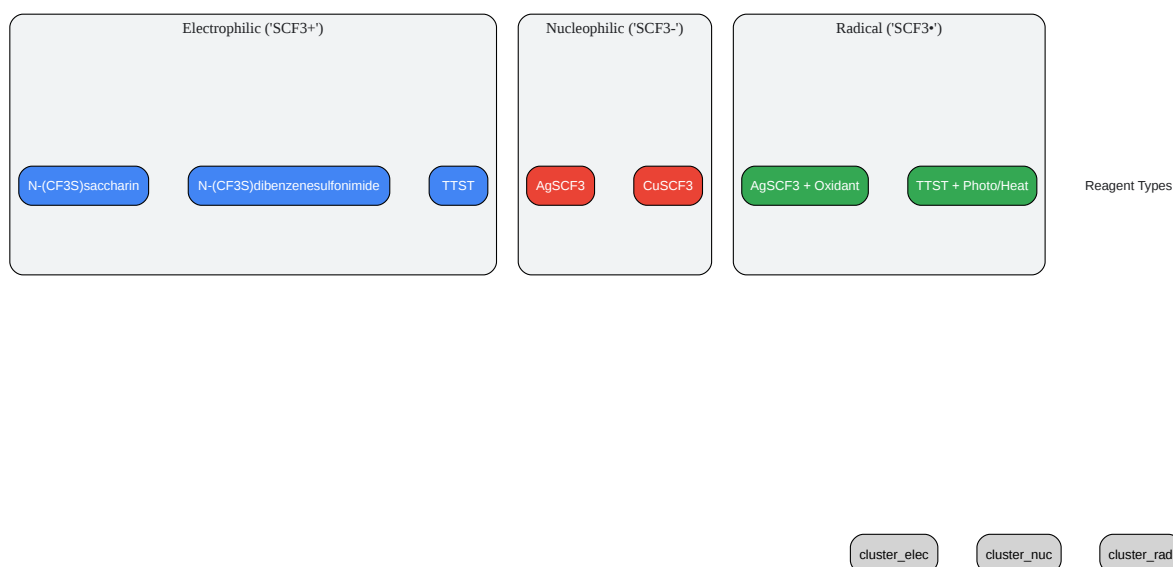 Electrophilic ('SCF3+')
Nucleophilic ('SCF3-')
Radical ('SCF3•')
N-(CF3S)saccharin
N-(CF3S)dibenzenesulfonimide
TTST
AgSCF3
CuSCF3
AgSCF3 + Oxidant
TTST + Photo/Heat
Reagent Types
cluster_elec
cluster_nuc
cluster_rad